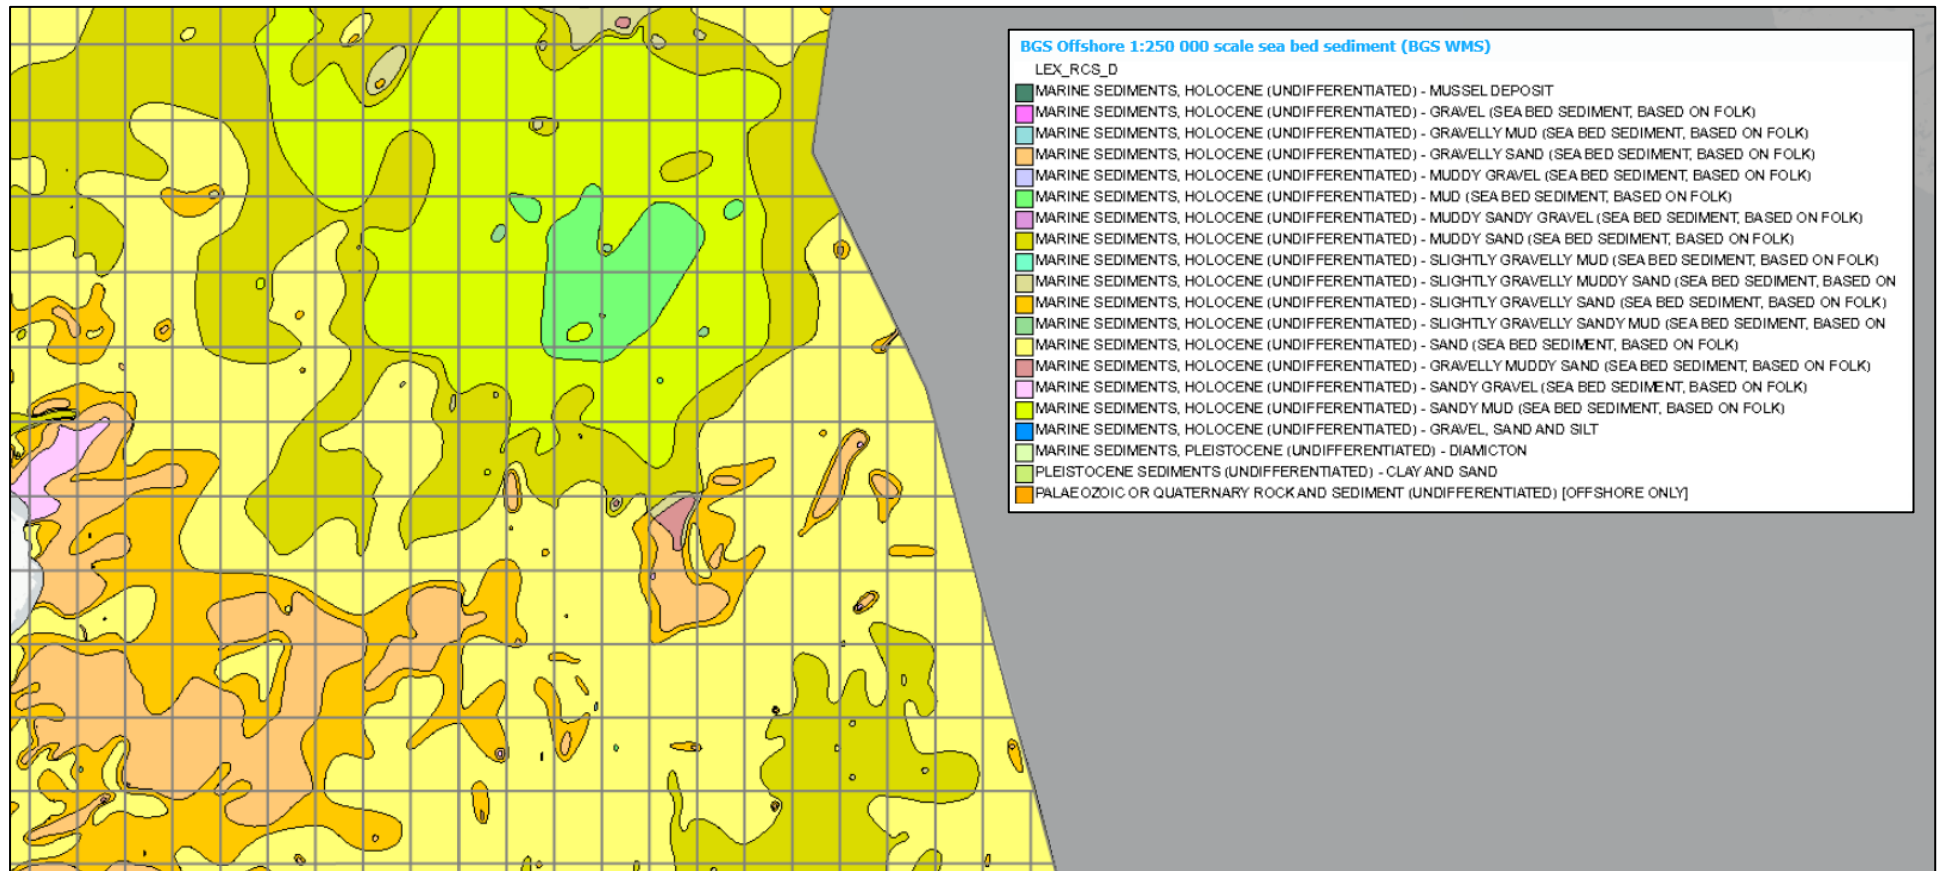 BGS Offshore 1:250 000 scale sea bed sediment (BGS WMS)
LEX_RCS_D
MARINE SEDIMENTS, HOLOCENE (UNDIFFERENTIATED) - MUSSEL DEPOSIT
MARINE SEDIMENTS, HOLOCENE (UNDIFFERENTIATED) - GRAVEL (SEA BED SEDIMENT, BASED ON FOLK)
MARINE SEDIMENTS, HOLOCENE (UNDIFFERENTIATED) - GRAVELLY MUD (SEA BED SEDIMENT, BASED ON FOLK)
MARINE SEDIMENTS, HOLOCENE (UNDIFFERENTIATED) - GRAVELLY SAND (SEA BED SEDIMENT, BASED ON FOLK)
MARINE SEDIMENTS, HOLOCENE (UNDIFFERENTIATED) - MUDDY GRAVEL (SEA BED SEDIMENT, BASED ON FOLK)
MARINE SEDIMENTS, HOLOCENE (UNDIFFERENTIATED) - MUD (SEA BED SEDIMENT, BASED ON FOLK)
MARINE SEDIMENTS, HOLOCENE (UNDIFFERENTIATED) - MUDDY SANDY GRAVEL (SEA BED SEDIMENT, BASED ON FOLK)
MARINE SEDIMENTS, HOLOCENE (UNDIFFERENTIATED) - MUDDY SAND (SEA BED SEDIMENT, BASED ON FOLK)
MARINE SEDIMENTS, HOLOCENE (UNDIFFERENTIATED) - SLIGHTLY GRAVELLY MUD (SEA BED SEDIMENT, BASED ON FOLK)
MARINE SEDIMENTS, HOLOCENE (UNDIFFERENTIATED) - SLIGHTLY GRAVELLY MUDDY SAND (SEA BED SEDIMENT, BASED ON
MARINE SEDIMENTS, HOLOCENE (UNDIFFERENTIATED) - SLIGHTLY GRAVELLY SAND (SEA BED SEDIMENT, BASED ON FOLK)
MARINE SEDIMENTS, HOLOCENE (UNDIFFERENTIATED) - SLIGHTLY GRAVELLY SANDY MUD (SEA BED SEDIMENT, BASED ON
MARINE SEDIMENTS, HOLOCENE (UNDIFFERENTIATED) - SAND (SEA BED SEDIMENT, BASED ON FOLK)
MARINE SEDIMENTS, HOLOCENE (UNDIFFERENTIATED) - GRAVELLY MUDDY SAND (SEA BED SEDIMENT, BASED ON FOLK)
MARINE SEDIMENTS, HOLOCENE (UNDIFFERENTIATED) - SANDY GRAVEL (SEA BED SEDIMENT, BASED ON FOLK)
MARINE SEDIMENTS, HOLOCENE (UNDIFFERENTIATED) - SANDY MUD (SEA BED SEDIMENT, BASED ON FOLK)
MARINE SEDIMENTS, HOLOCENE (UNDIFFERENTIATED) - GRAVEL, SAND AND SILT
MARINE SEDIMENTS, PLEISTOCENE (UNDIFFERENTIATED) - DIAMICTON
PLEISTOCENE SEDIMENTS (UNDIFFERENTIATED) - CLAY AND SAND
PALAEOZOIC OR QUATERNARY ROCK AND SEDIMENT (UNDIFFERENTIATED) [OFFSHORE ONLY]